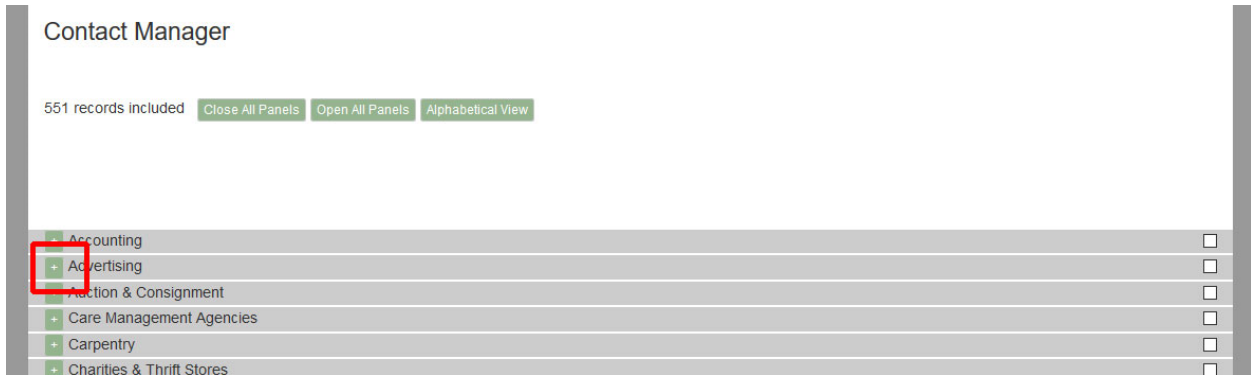 Contact Manager
551 records included Close All Panels Open All Panels Alphabetical View
+ Accounting
+ Advertising
+ Auction & Consignment
+ Care Management Agencies
+ Carpentry
+ Charities & Thrift Stores